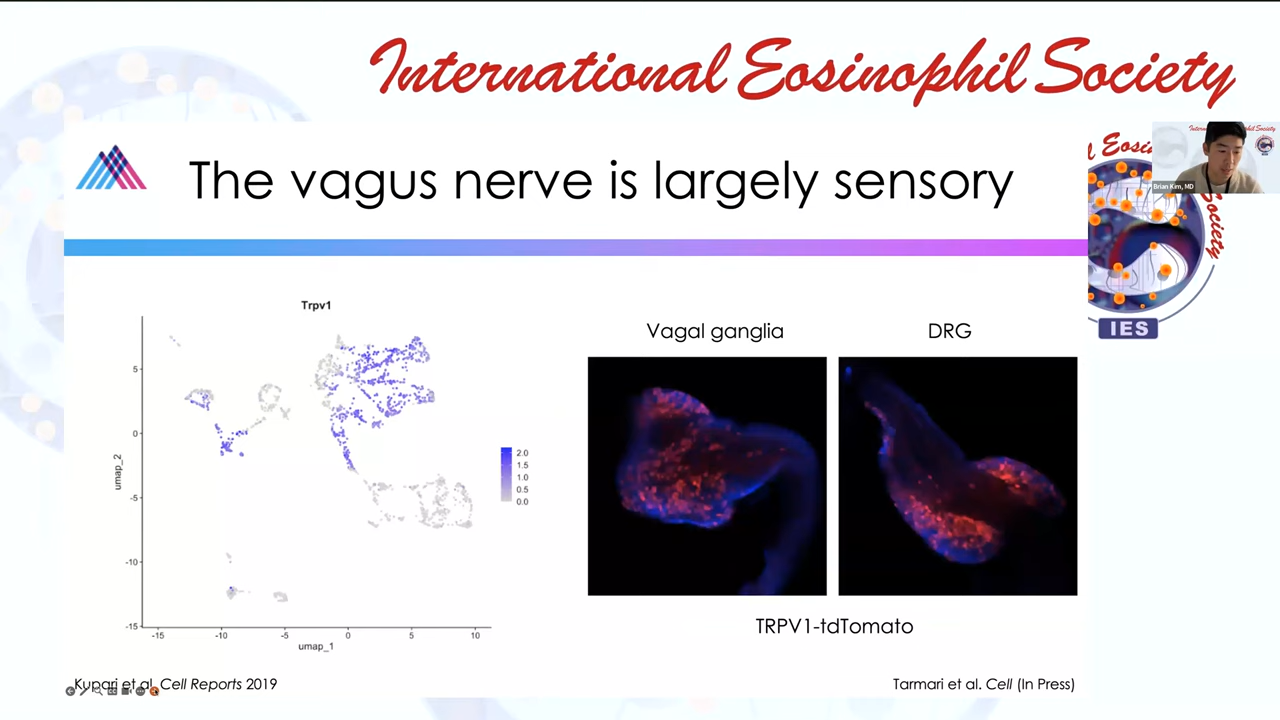 International Eosinophil Society
The vagus nerve is largely sensory
Brian Kim, MD
IES
Trpv1
5
0
-5
-10
-15
umap_2
-15
-10
-5
0
5
10
umap_1
2.0
1.5
1.0
0.5
0.0
Vagal ganglia
DRG
TRPV1-tdTomato
Kupari et al. Cell Reports 2019
Tarmari et al. Cell (In Press)